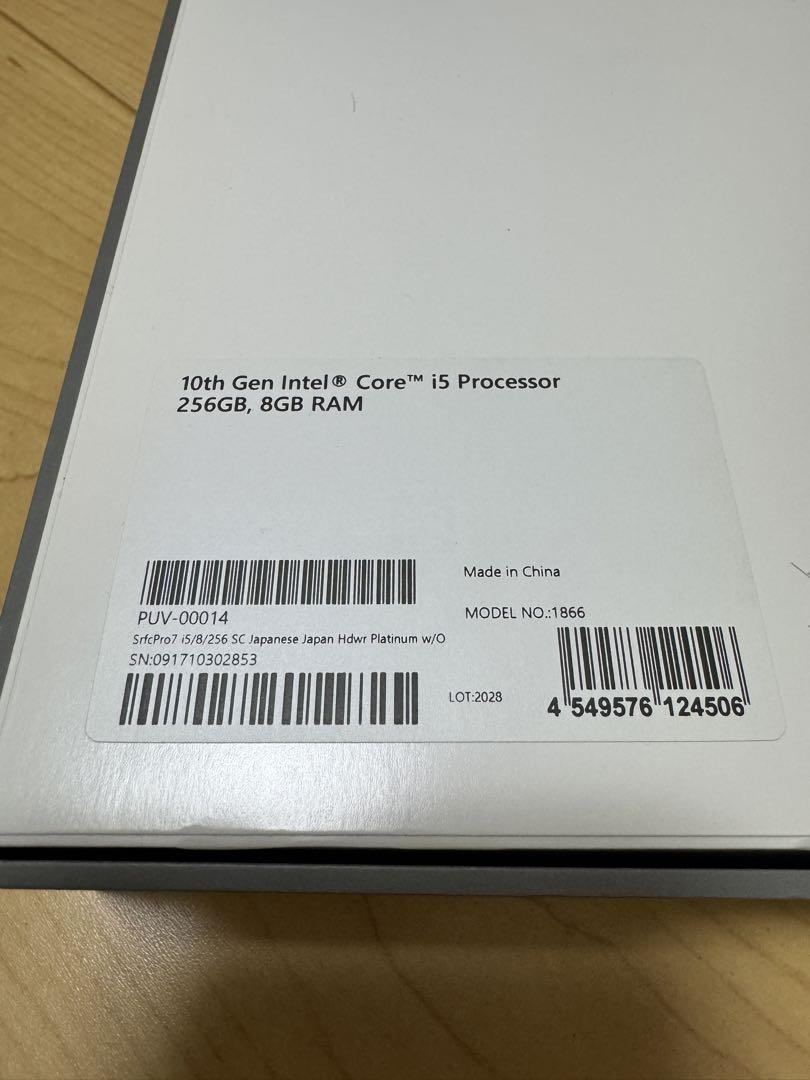 10th Gen Intel® Core™ i5 Processor
256GB, 8GB RAM
PUV-00014
SrfcPro7 i5/8/256 SC Japanese Japan Hdwr Platinum w/O
SN:091710302853
Made in China
MODEL NO.:1866
LOT:2028
4 549576 124506